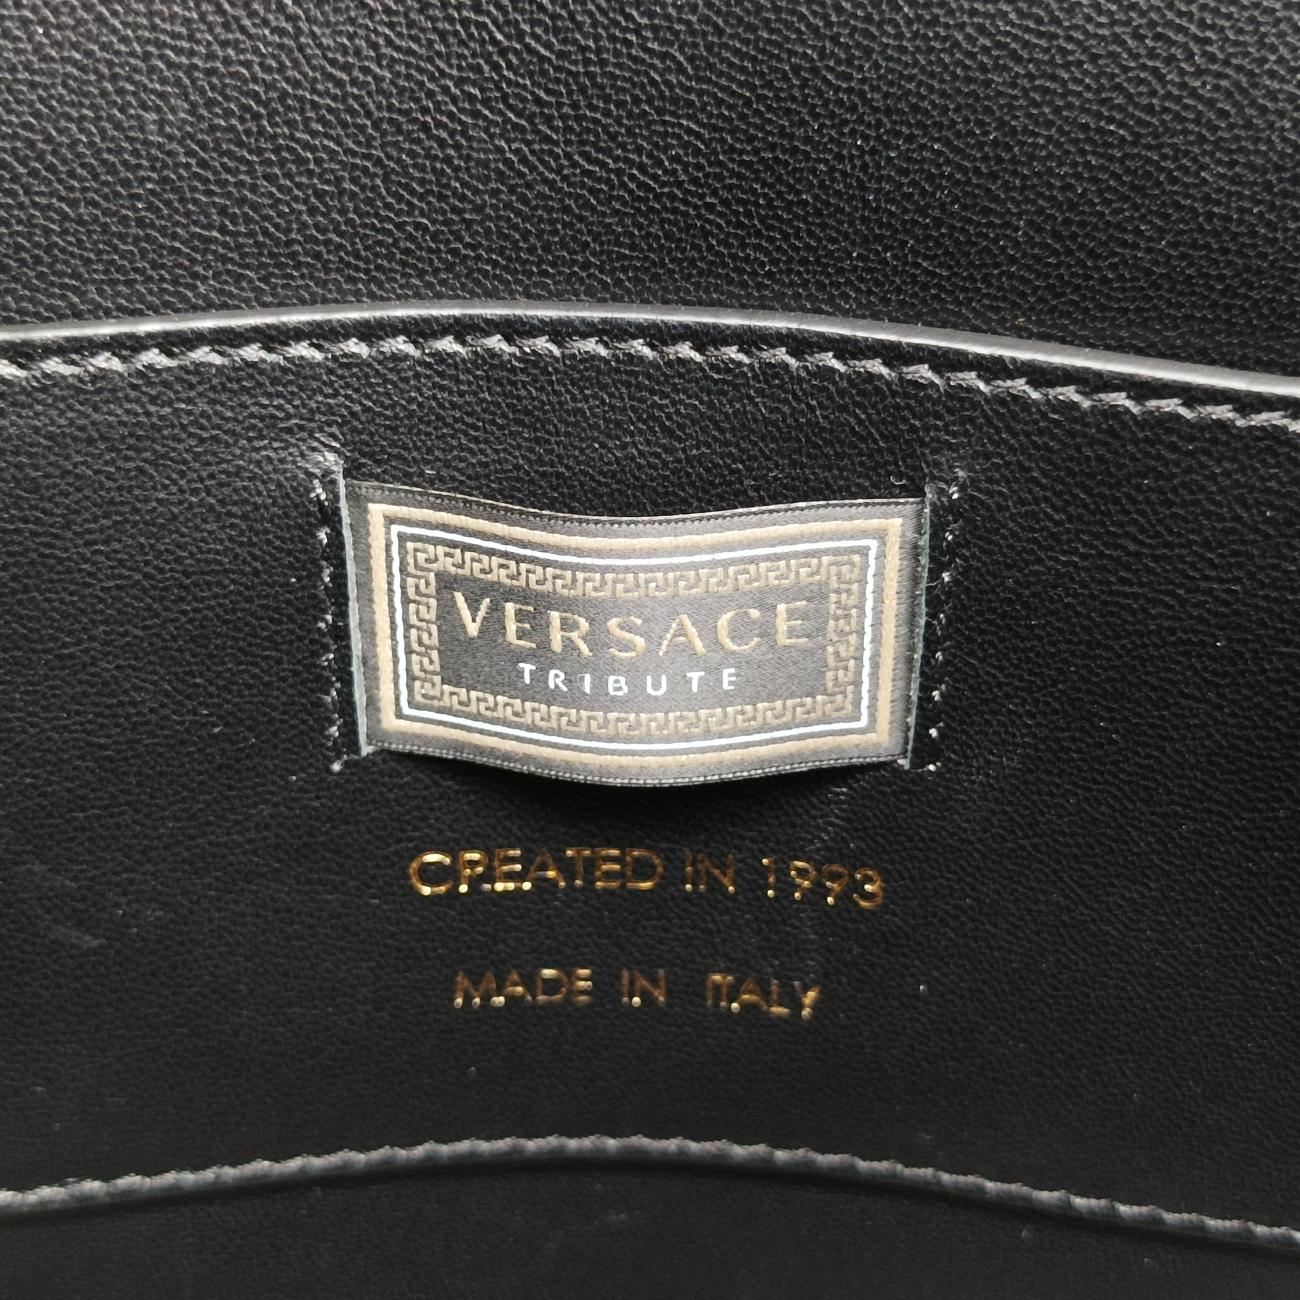 VERSACE
TRIBUTE
CREATED IN 1993
MADE IN ITALY